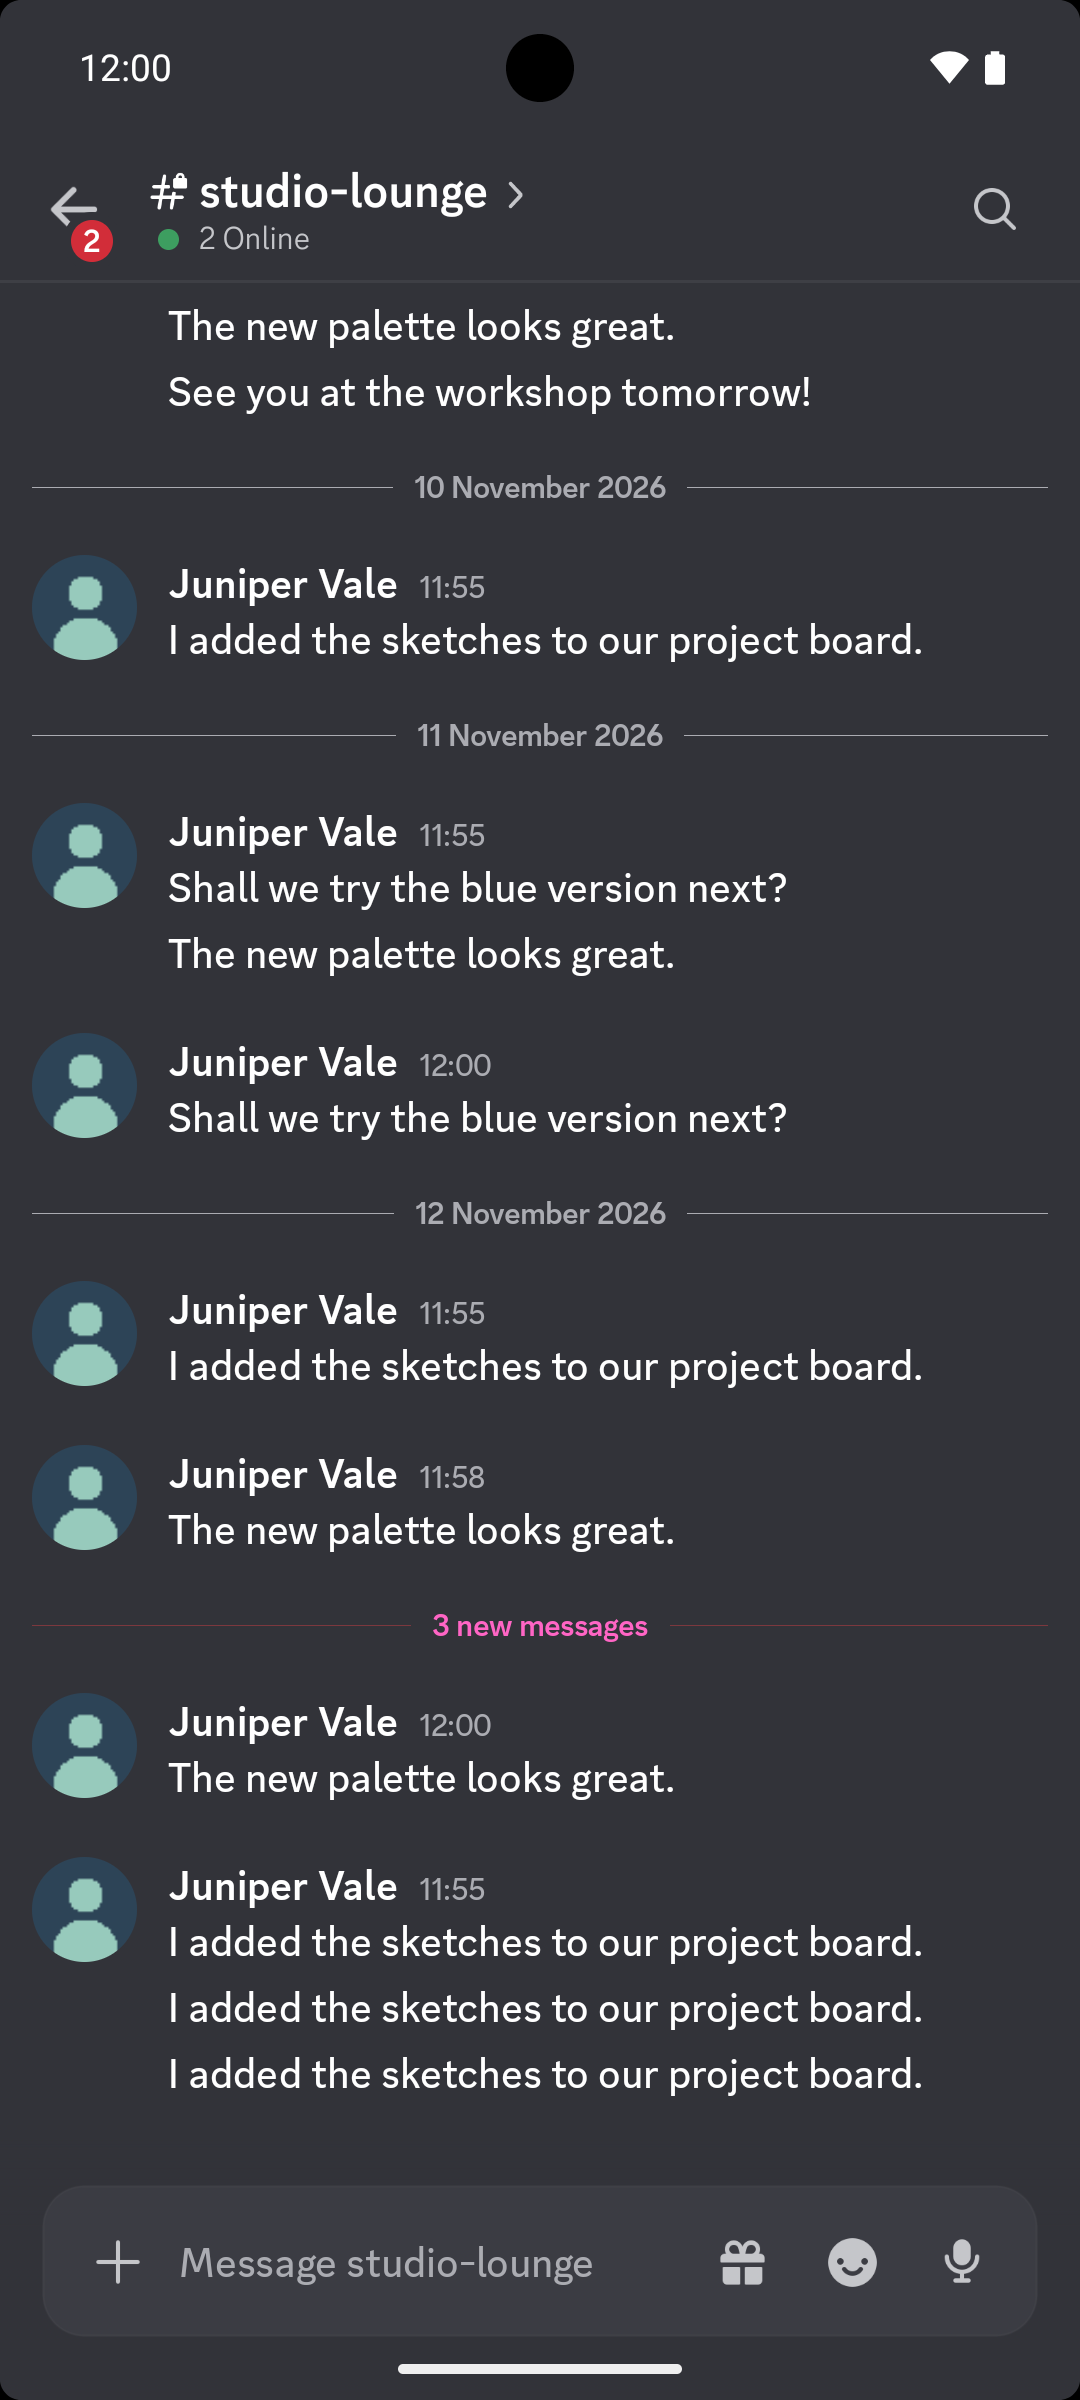 12:00
2
studio-lounge
2 Online
The new palette looks great.
See you at the workshop tomorrow!
10 November 2026
Juniper Vale 11:55
I added the sketches to our project board.
11 November 2026
Juniper Vale 11:55
Shall we try the blue version next?
The new palette looks great.
Juniper Vale 12:00
Shall we try the blue version next?
12 November 2026
Juniper Vale 11:55
I added the sketches to our project board.
Juniper Vale 11:58
The new palette looks great.
3 new messages
Juniper Vale 12:00
The new palette looks great.
Juniper Vale 11:55
I added the sketches to our project board.
I added the sketches to our project board.
I added the sketches to our project board.
Message studio-lounge